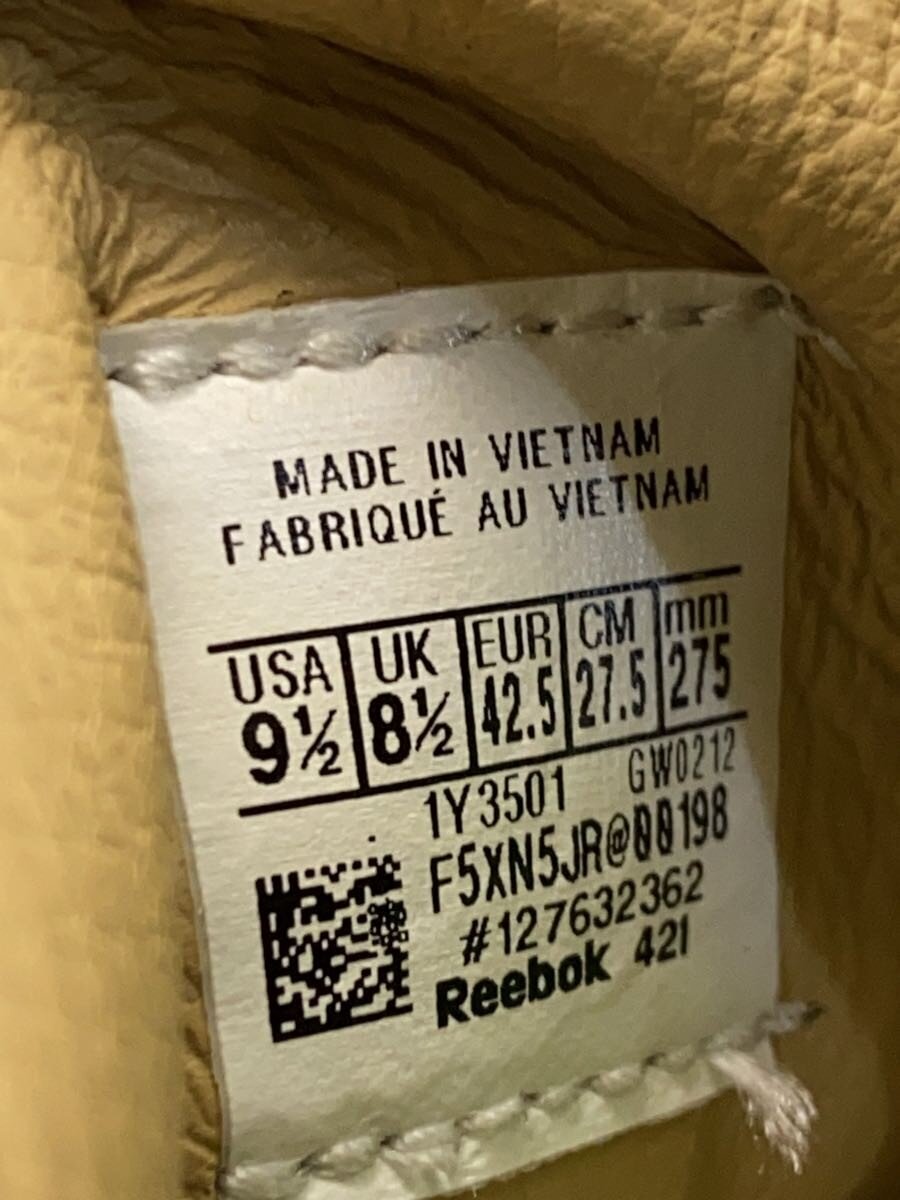 MADE IN VIETNAM
FABRIQUÉ AU VIETNAM
USA UK EUR CM mm
9½ 8½ 42.5 27.5 275
1Y3501 GW0212
F5XN5JR@00198
#127632362
Reebok 421